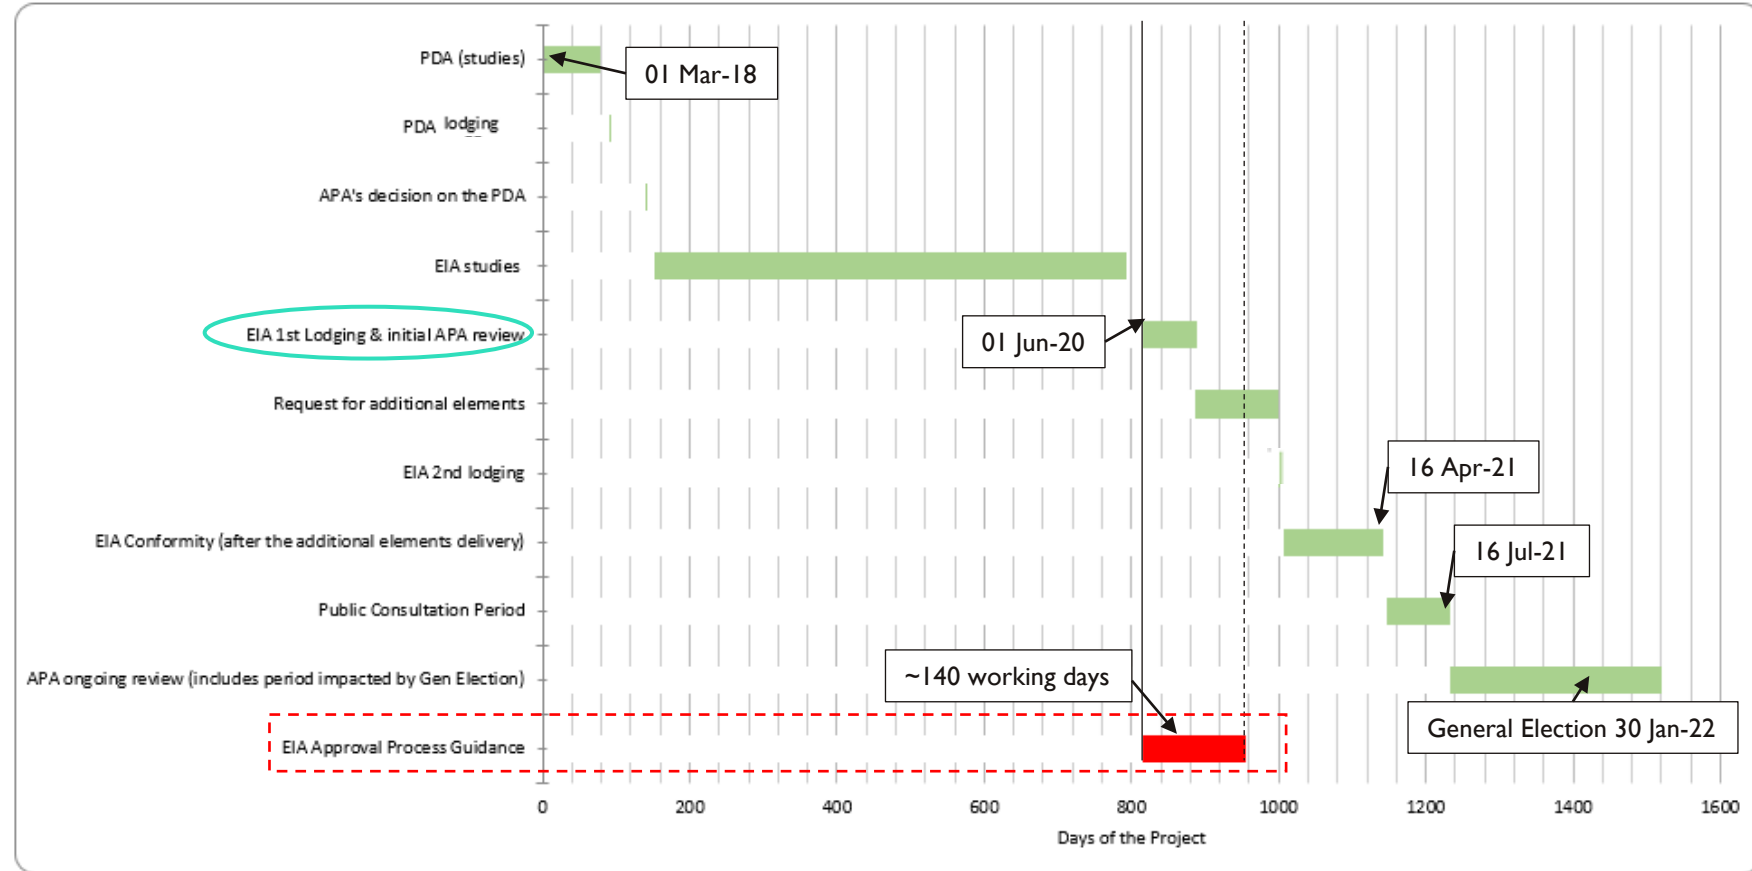 PDA (studies)
01 Mar-18
PDA lodging
APA's decision on the PDA
EIA studies
EIA 1st Lodging & initial APA review
01 Jun-20
Request for additional elements
EIA 2nd lodging
16 Apr-21
EIA Conformity (after the additional elements delivery)
16 Jul-21
Public Consultation Period
~140 working days
APA ongoing review (includes period impacted by Gen Election)
General Election 30 Jan-22
EIA Approval Process Guidance
0 200 400 600 800 1000 1200 1400 1600
Days of the Project